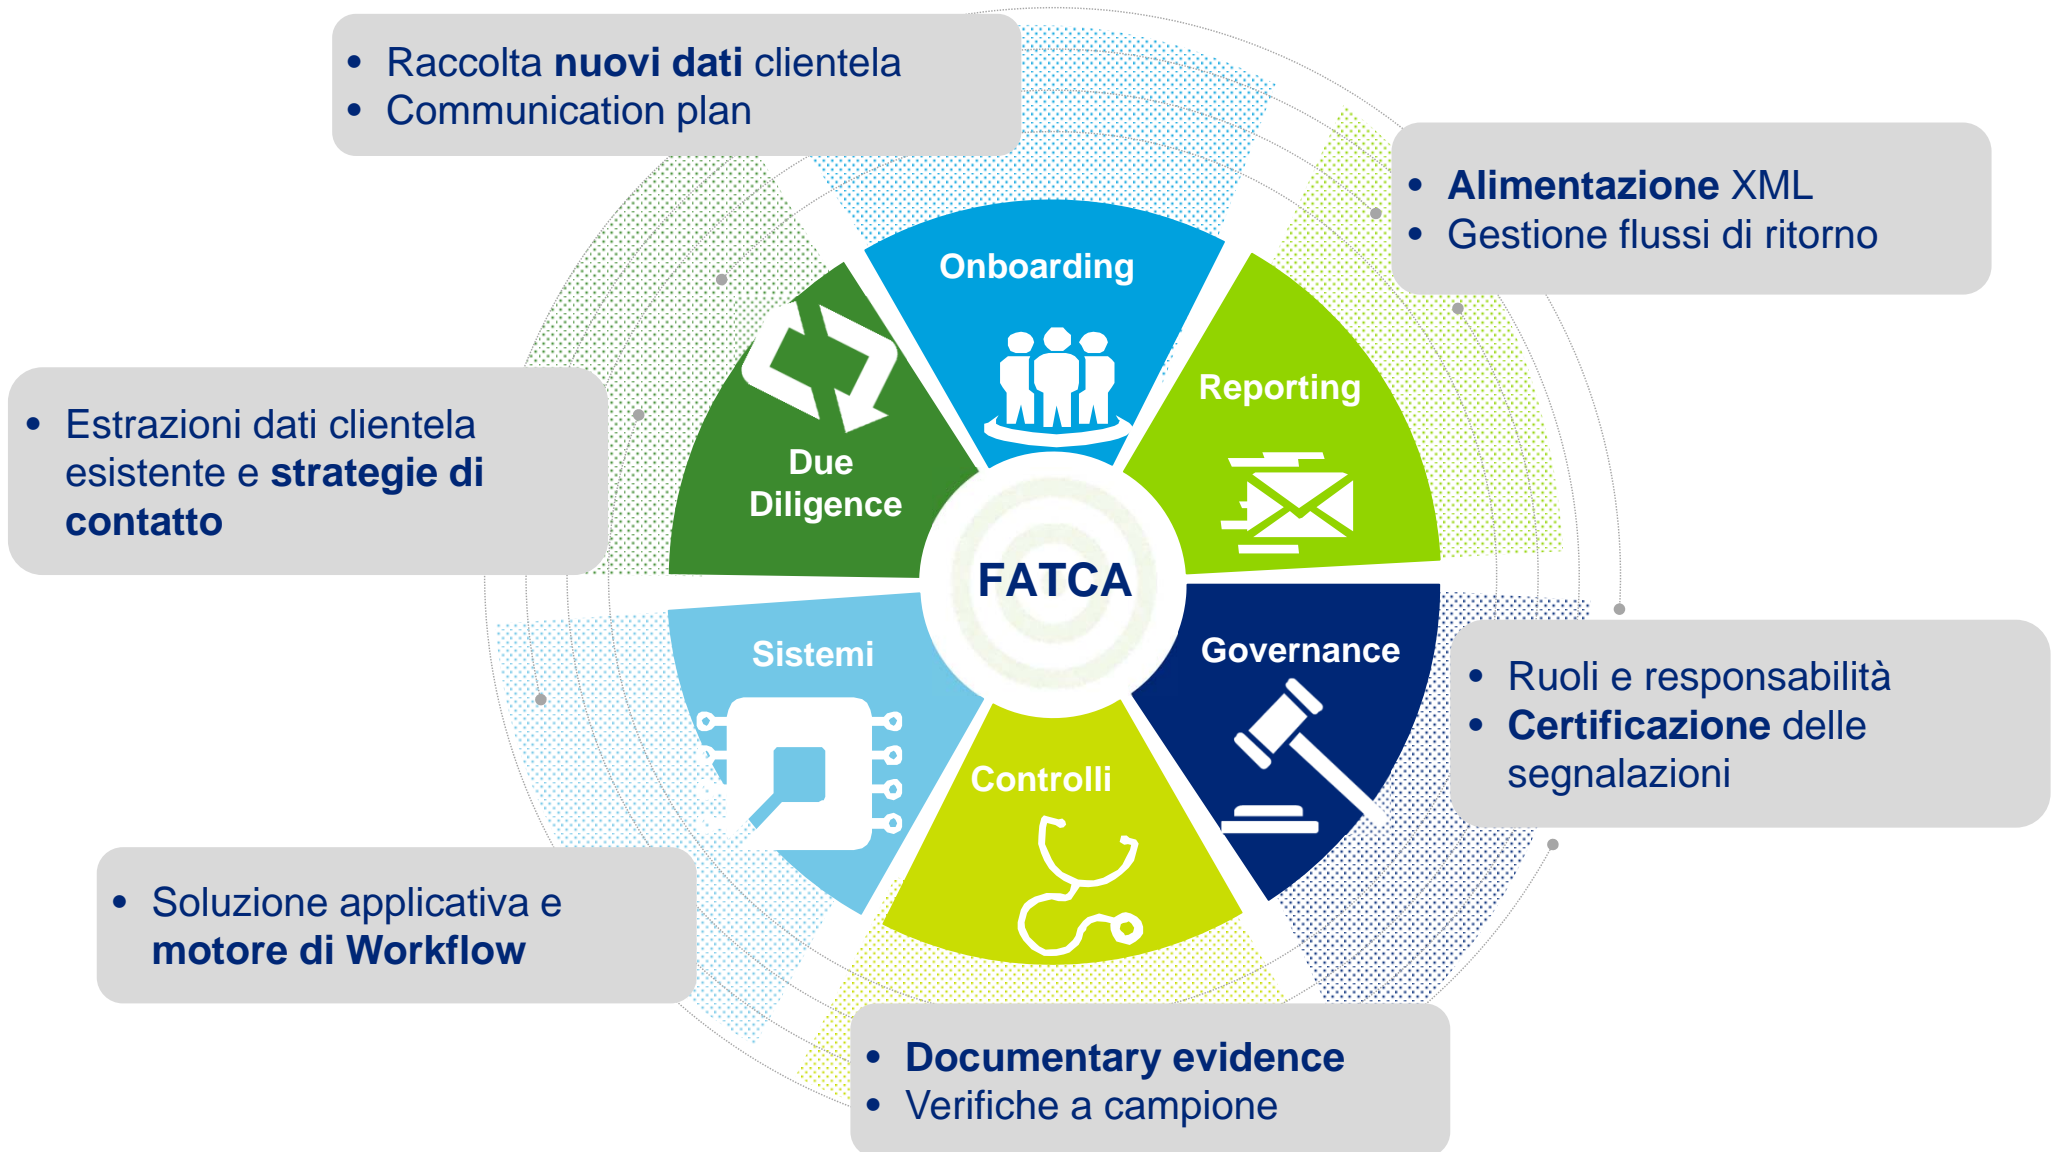 • Raccolta nuovi dati clientela
• Communication plan
• Alimentazione XML
• Gestione flussi di ritorno
Onboarding
Reporting
• Estrazioni dati clientela
esistente e strategie di
contatto
Due
Diligence
FATCA
Sistemi
Governance
• Ruoli e responsabilità
• Certificazione delle
segnalazioni
Controlli
• Soluzione applicativa e
motore di Workflow
• Documentary evidence
• Verifiche a campione